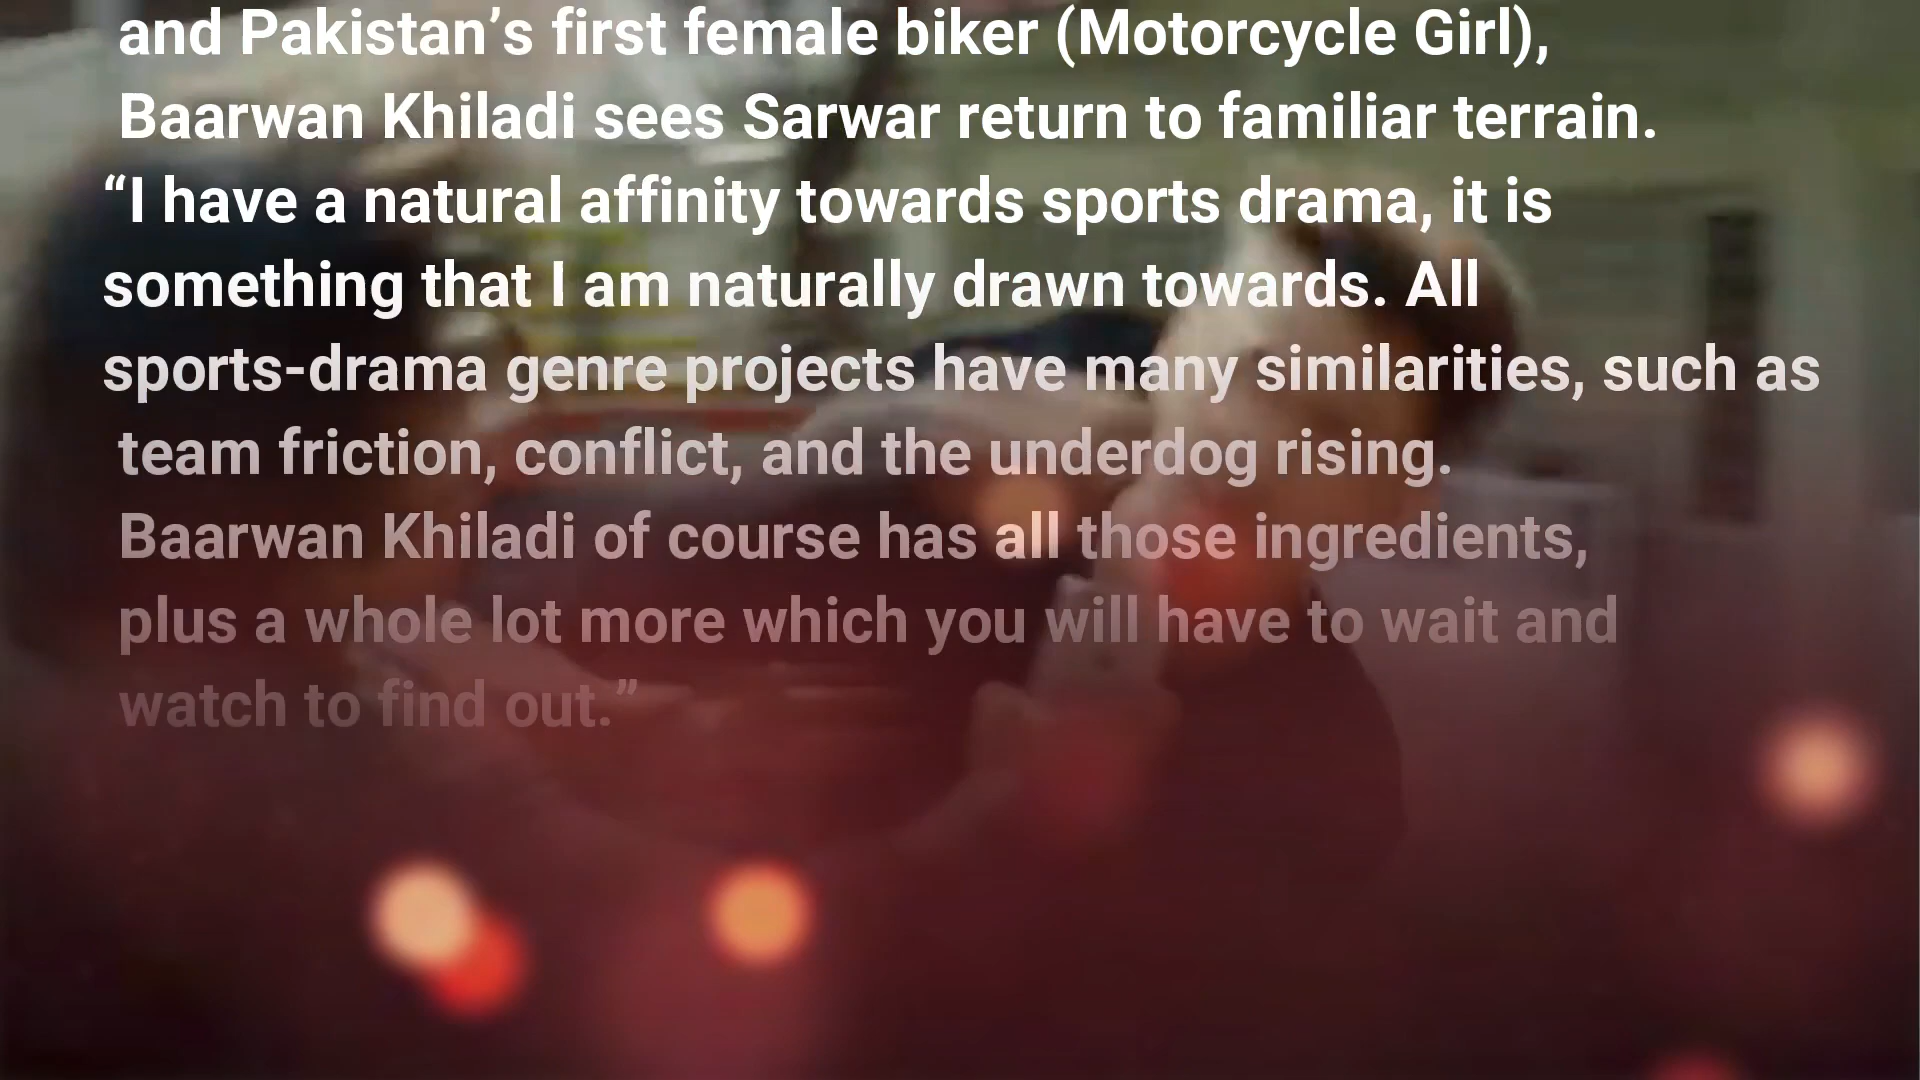 and Pakistan’s first female biker (Motorcycle Girl),
Baarwan Khiladi sees Sarwar return to familiar terrain.
“I have a natural affinity towards sports drama, it is
something that I am naturally drawn towards. All
sports-drama genre projects have many similarities, such as
team friction, conflict, and the underdog rising.
Baarwan Khiladi of course has all those ingredients,
plus a whole lot more which you will have to wait and
watch to find out.”